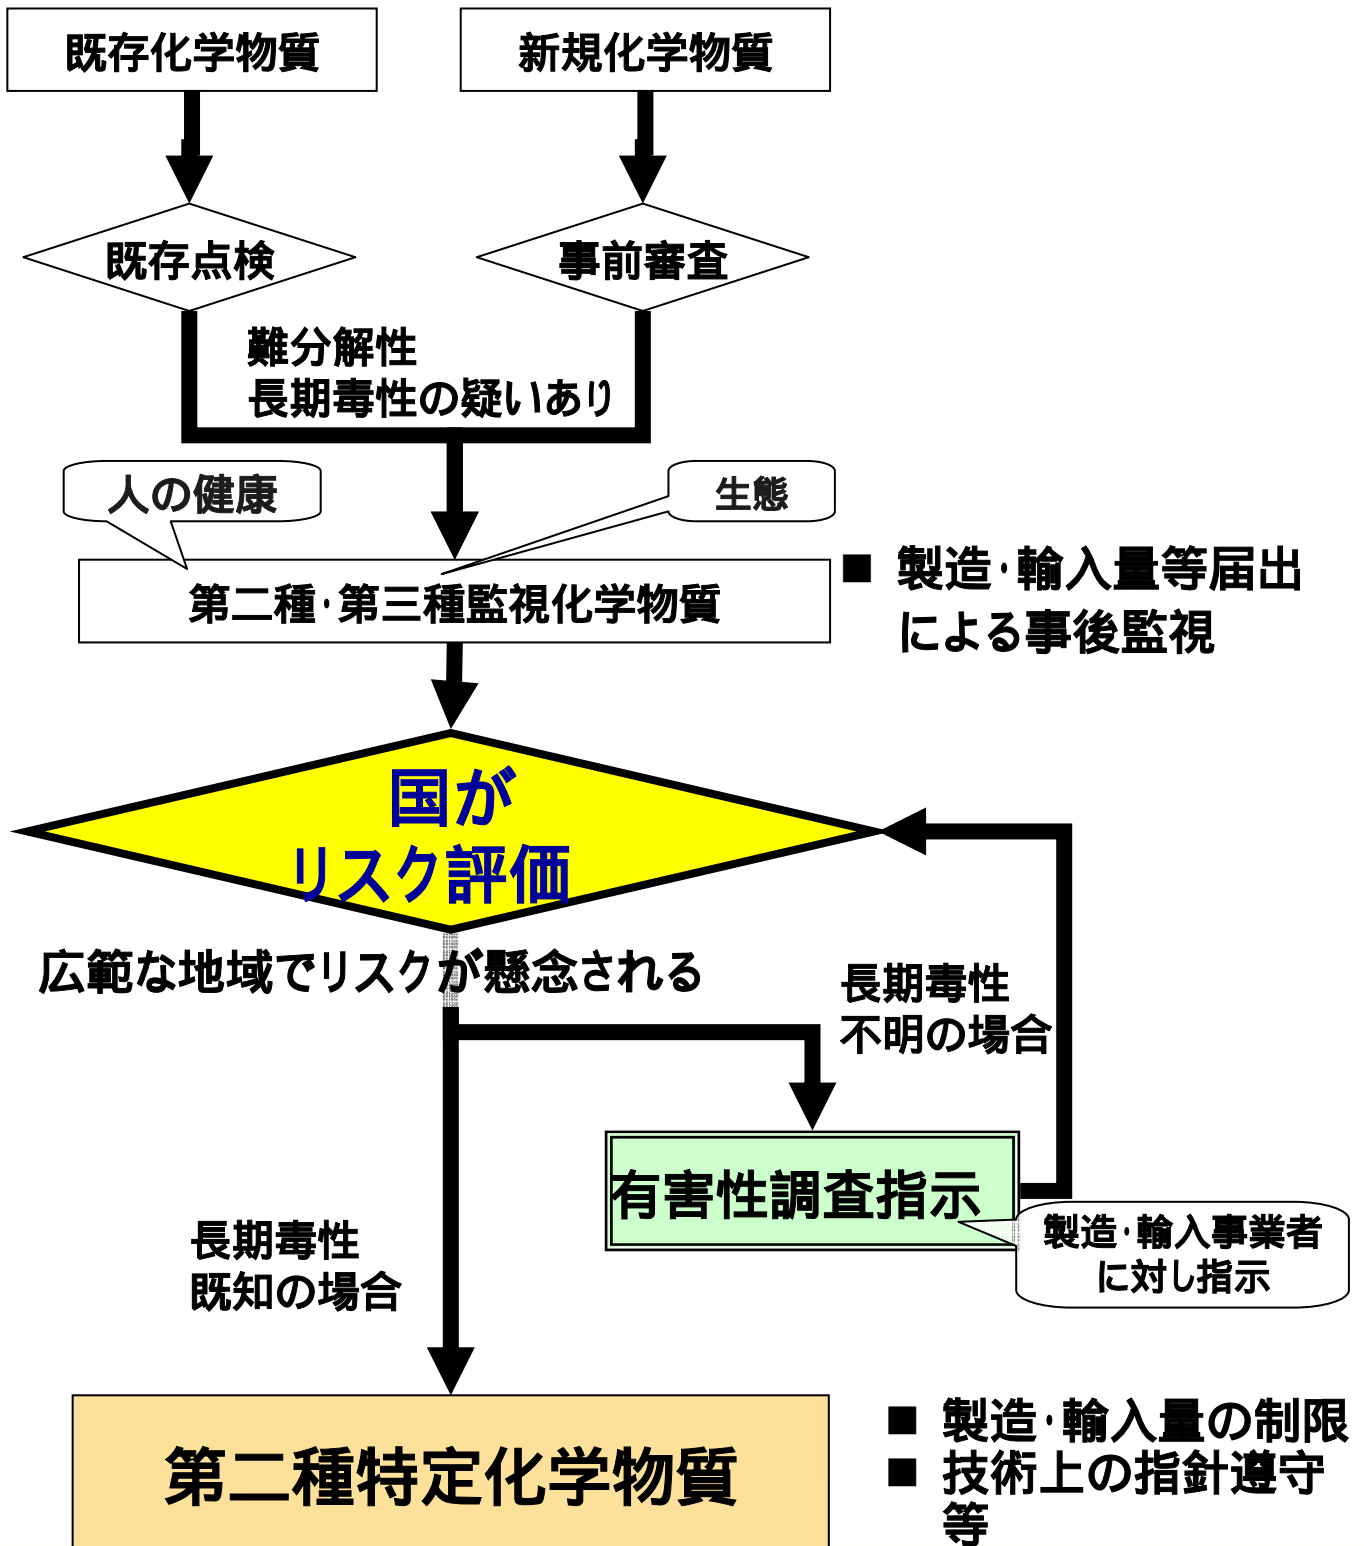 既存化学物質
新規化学物質
既存点検
事前審査
難分解性
長期毒性の疑いあり
人の健康
生態
第二種・第三種監視化学物質
■ 製造・輸入量等届出
による事後監視
国が
リスク評価
広範な地域でリスクが懸念される
長期毒性
不明の場合
有害性調査指示
製造・輸入事業者
に対し指示
長期毒性
既知の場合
第二種特定化学物質
■ 製造・輸入量の制限
■ 技術上の指針遵守
等